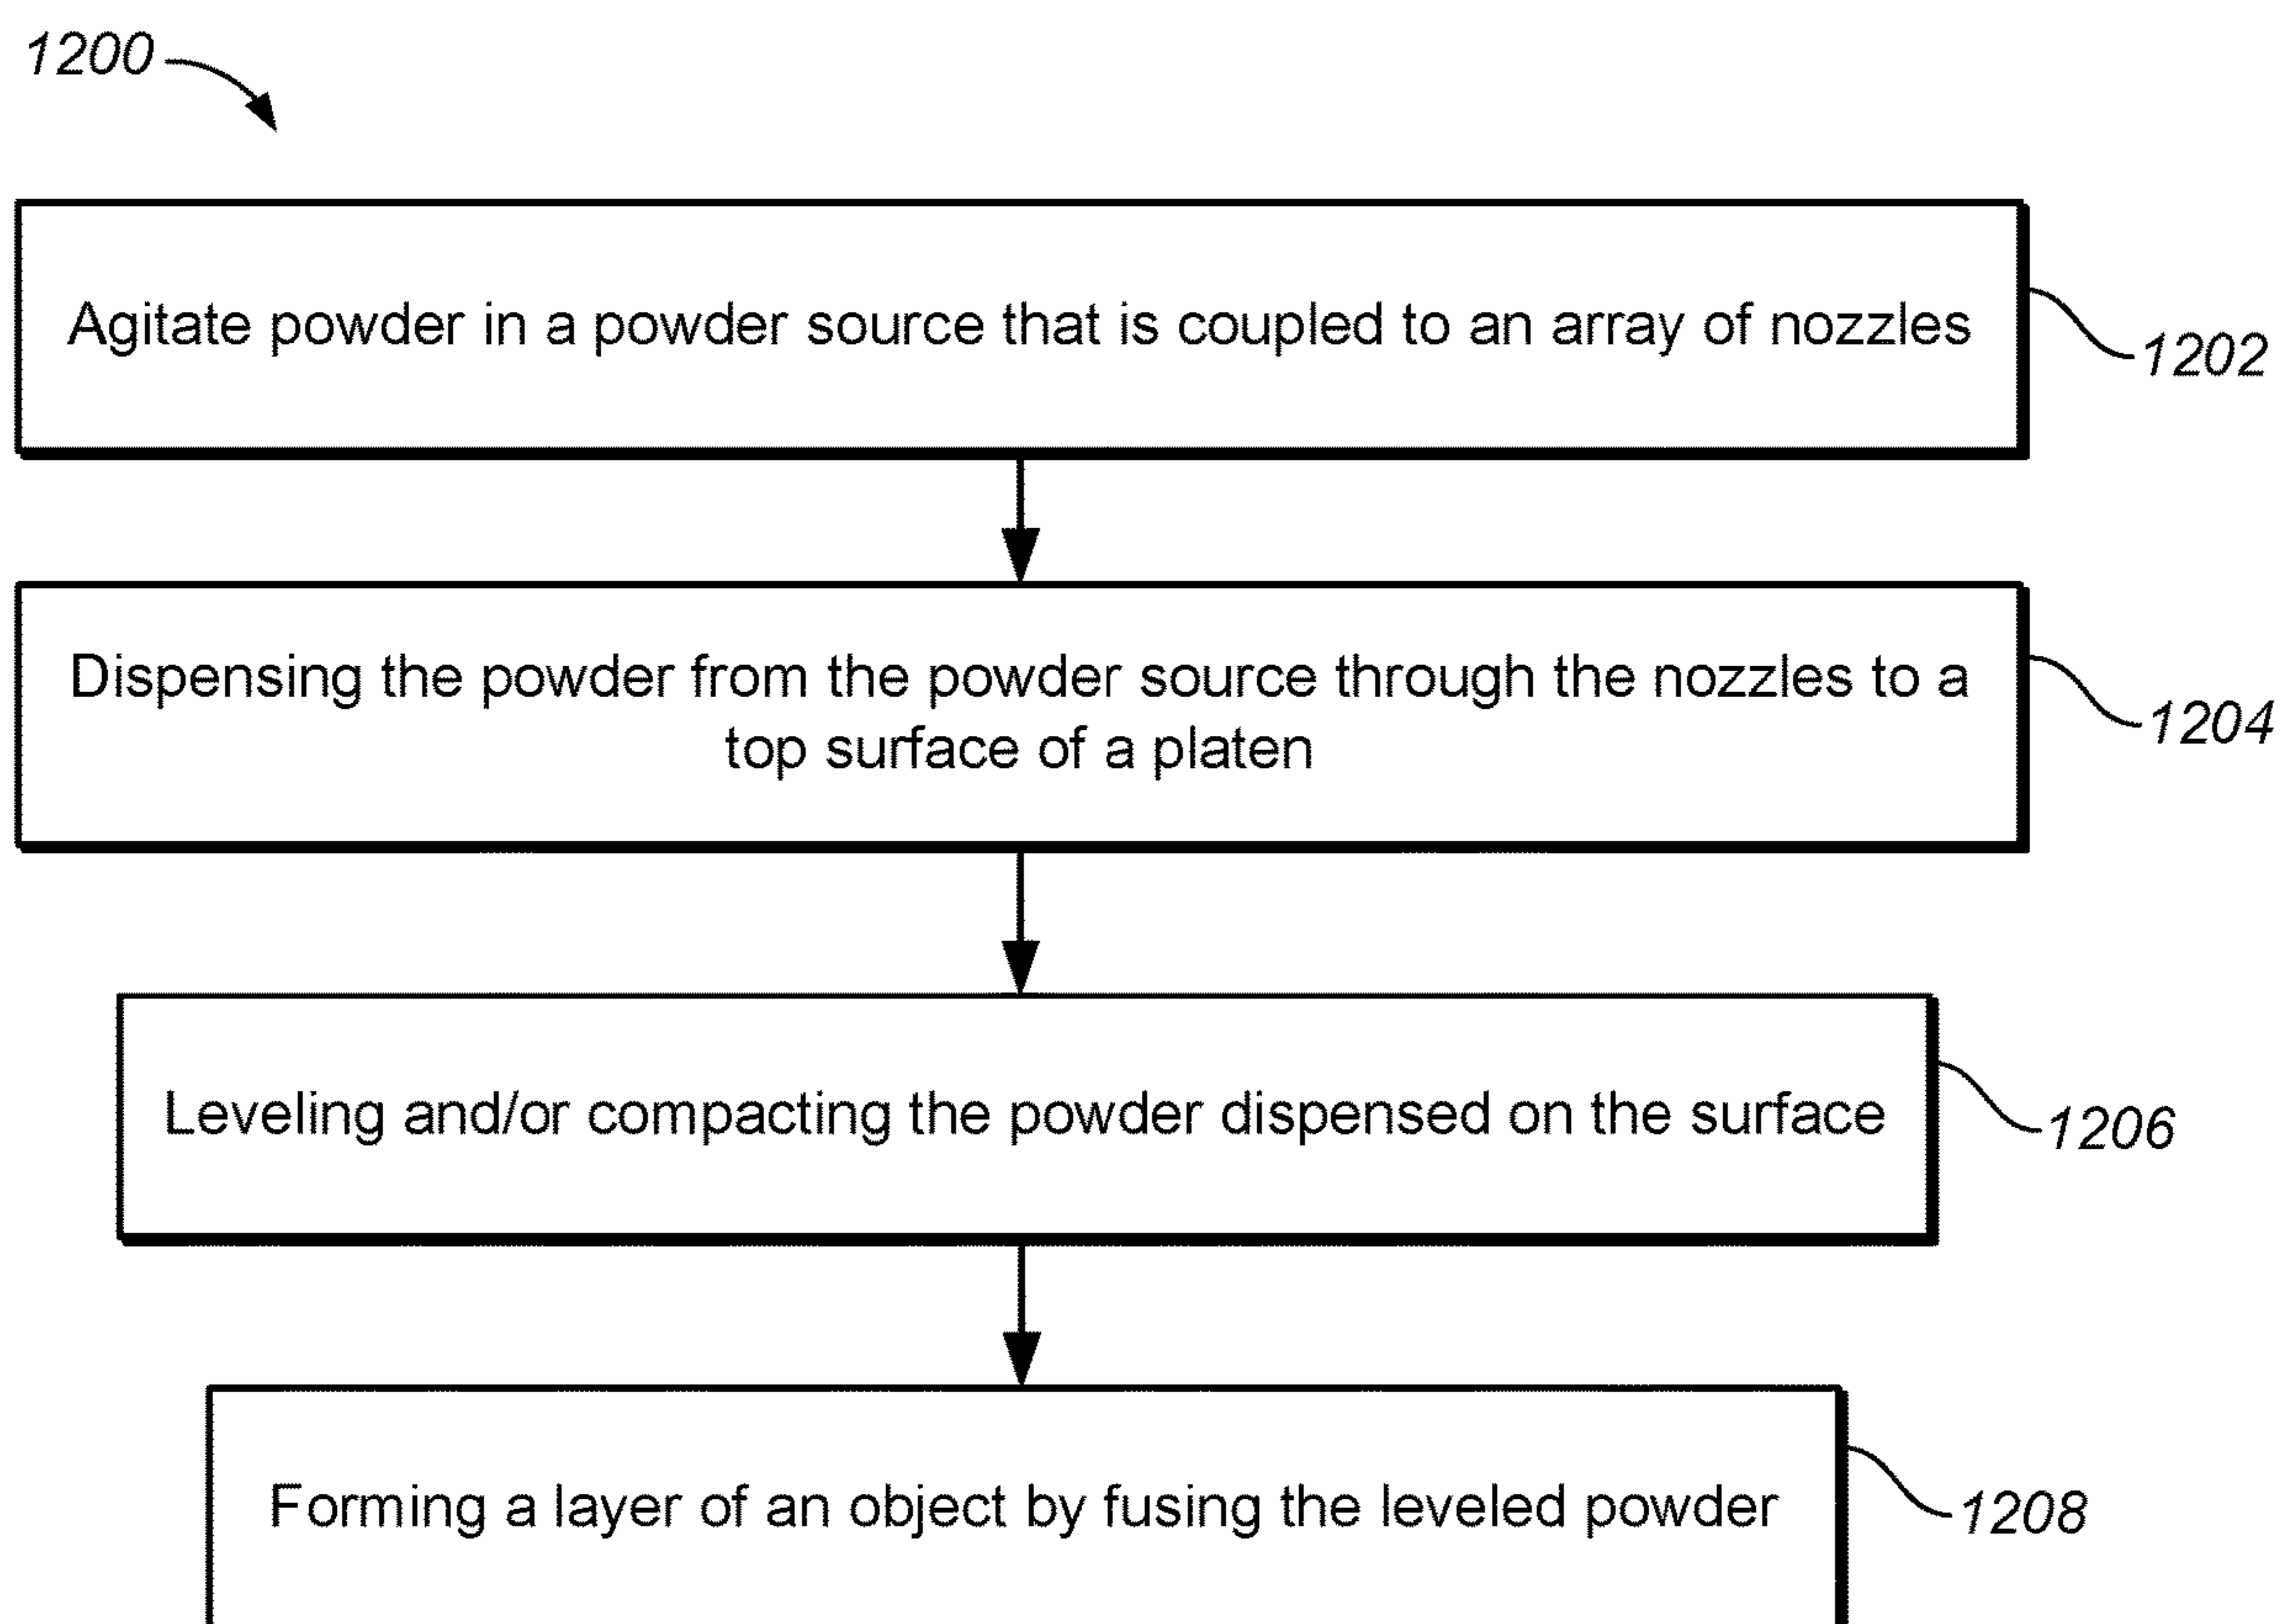 1200
Agitate powder in a powder source that is coupled to an array of nozzles
1202
Dispensing the powder from the powder source through the nozzles to a
top surface of a platen
1204
Leveling and/or compacting the powder dispensed on the surface
1206
Forming a layer of an object by fusing the leveled powder
1208